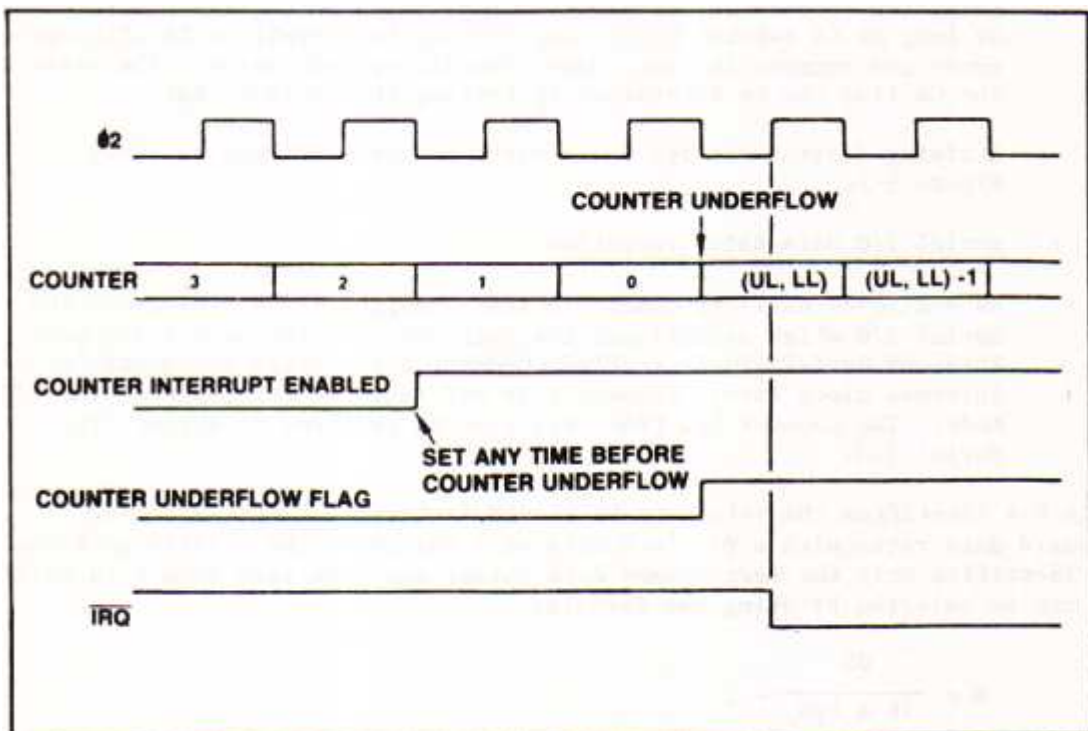 ϕ2
COUNTER UNDERFLOW
COUNTER 3 2 1 0 (UL, LL) (UL, LL) -1
COUNTER INTERRUPT ENABLED
SET ANY TIME BEFORE
COUNTER UNDERFLOW
COUNTER UNDERFLOW FLAG
IRQ